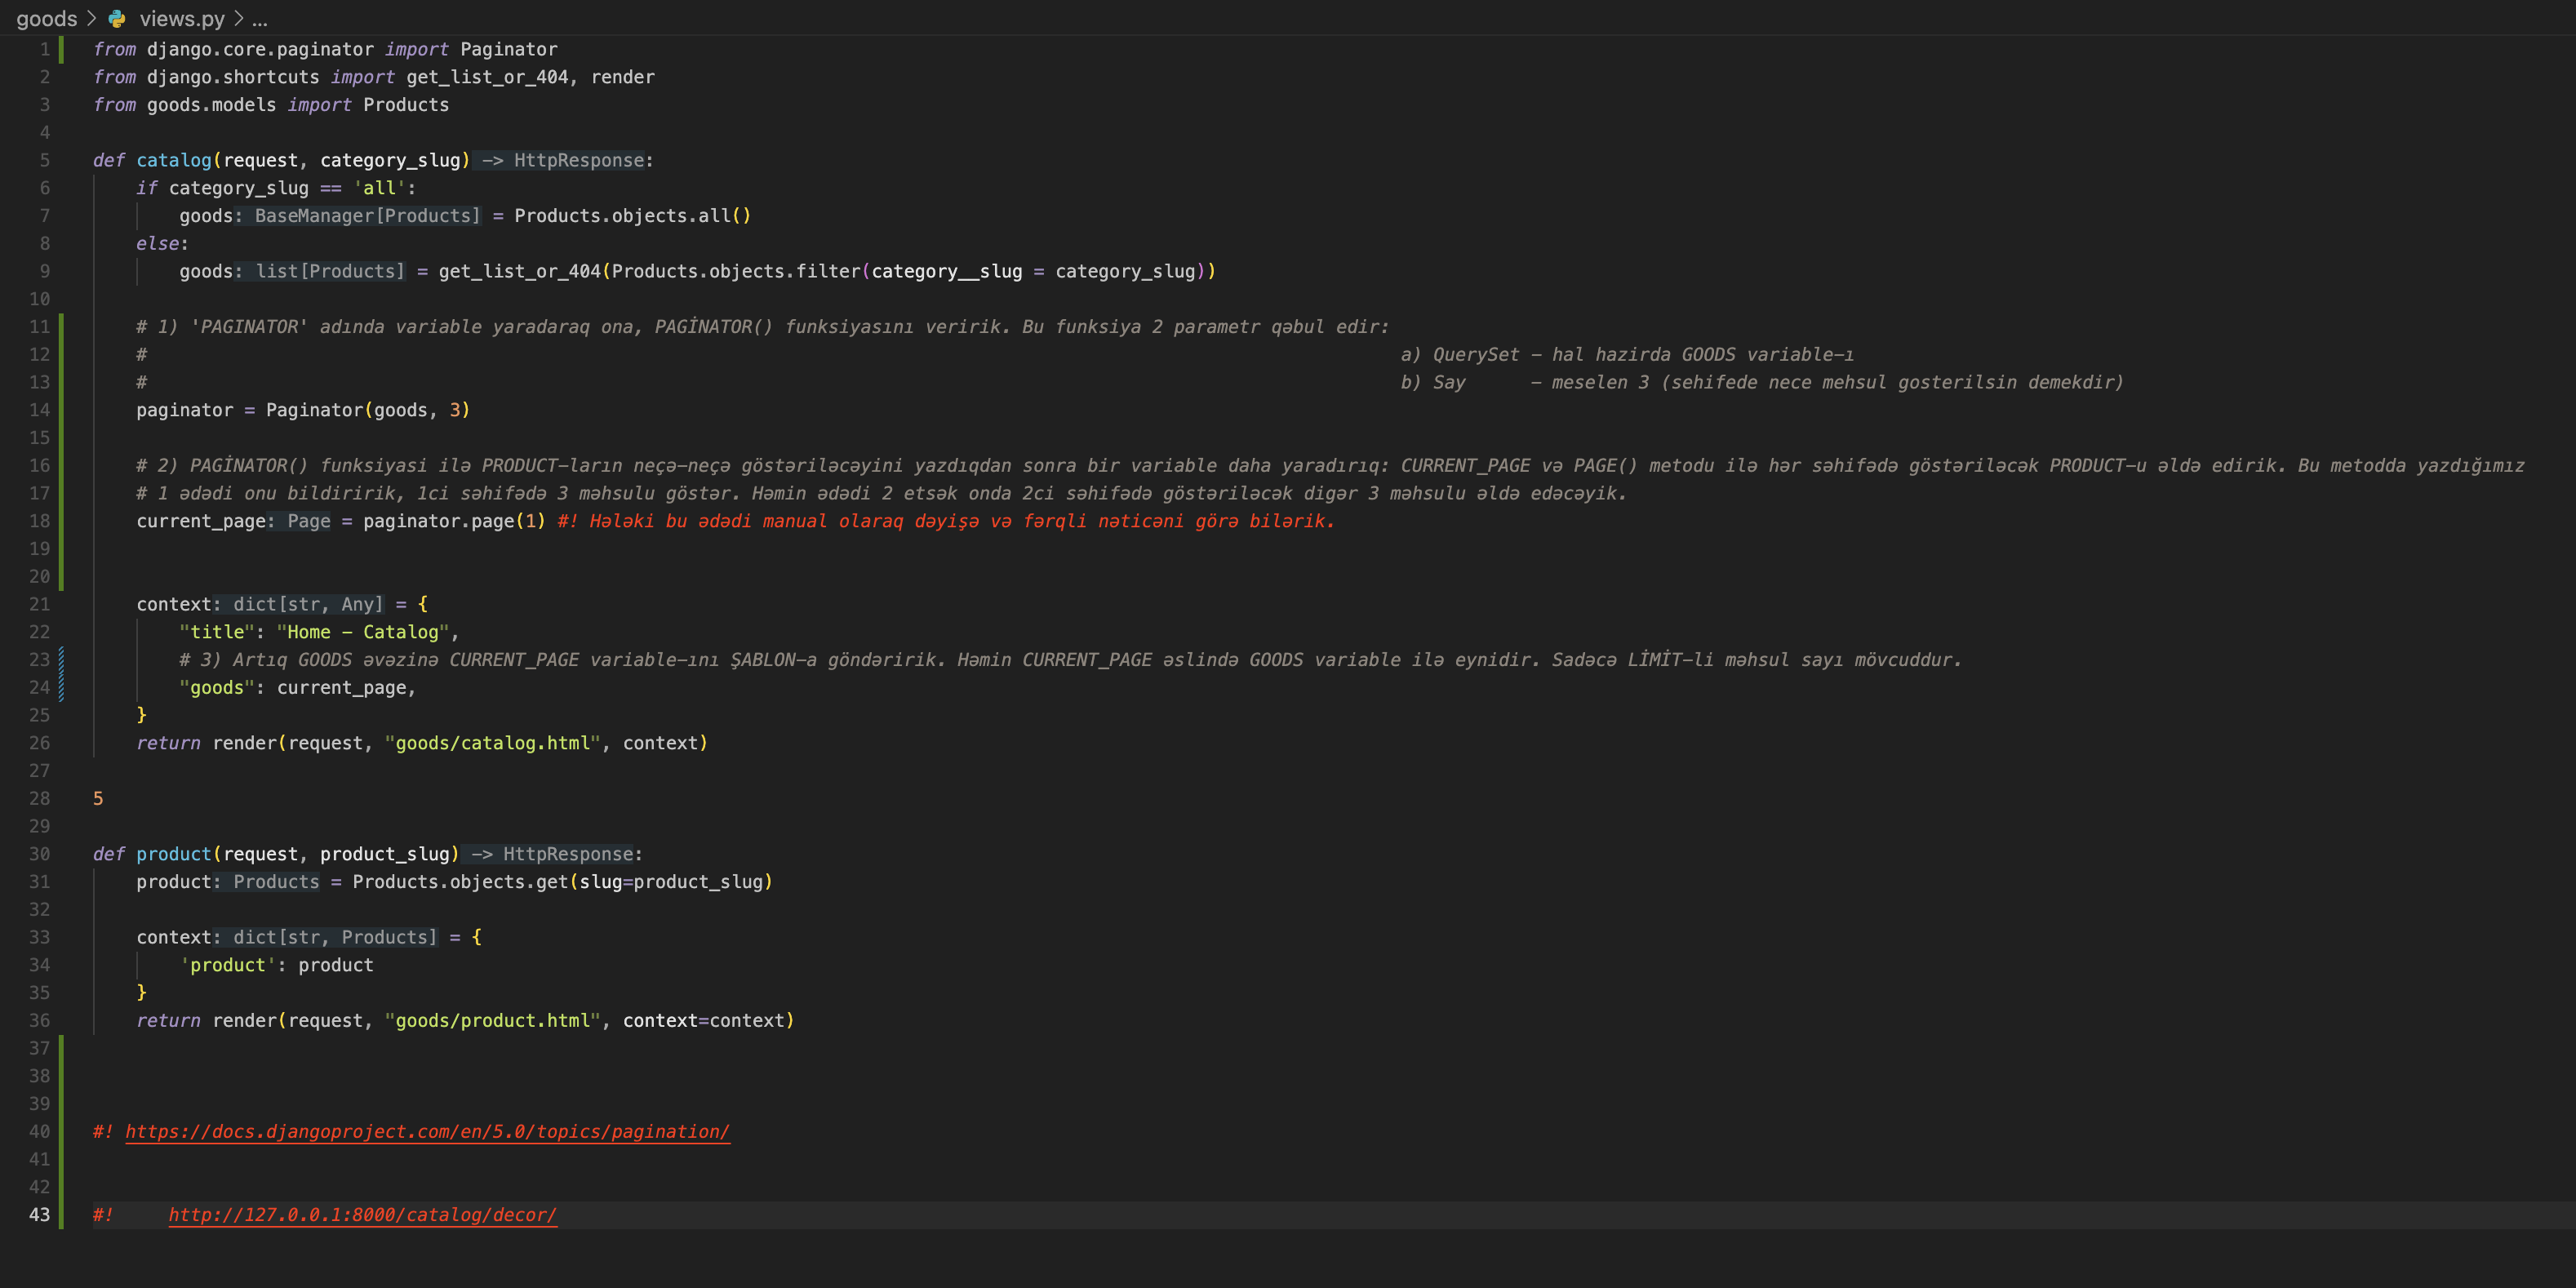 goods > views.py > ...
1 from django.core.paginator import Paginator
2 from django.shortcuts import get_list_or_404, render
3 from goods.models import Products
4
5 def catalog(request, category_slug) -> HttpResponse:
6 if category_slug == 'all':
7 goods: BaseManager[Products] = Products.objects.all()
8 else:
9 goods: list[Products] = get_list_or_404(Products.objects.filter(category__slug = category_slug))
10
11 # 1) 'PAGINATOR' adında variable yaradaraq ona, PAGİNATOR() funksiyasını veririk. Bu funksiya 2 parametr qəbul edir:
12 # a) QuerySet - hal hazirda GOODS variable-ı
13 # b) Say - meselen 3 (sehifede nece mehsul gosterilsin demekdir)
14 paginator = Paginator(goods, 3)
15
16 # 2) PAGİNATOR() funksiyasi ilə PRODUCT-ların neçə-neçə göstəriləcəyini yazdıqdan sonra bir variable daha yaradırıq: CURRENT_PAGE və PAGE() metodu ilə hər səhifədə göstəriləcək PRODUCT-u əldə edirik. Bu metodda yazdığımız
17 # 1 ədədi onu bildiririk, 1ci səhifədə 3 məhsulu göstər. Həmin ədədi 2 etsək onda 2ci səhifədə göstəriləcək digər 3 məhsulu əldə edəcəyik.
18 current_page: Page = paginator.page(1) #! Hələki bu ədədi manual olaraq dəyişə və fərqli nəticəni görə bilərik.
19
20
21 context: dict[str, Any] = {
22 "title": "Home - Catalog",
23 # 3) Artıq GOODS əvəzinə CURRENT_PAGE variable-ını ŞABLON-a göndəririk. Həmin CURRENT_PAGE əslində GOODS variable ilə eynidir. Sadəcə LİMİT-li məhsul sayı mövcuddur.
24 "goods": current_page,
25 }
26 return render(request, "goods/catalog.html", context)
27
28 5
29
30 def product(request, product_slug) -> HttpResponse:
31 product: Products = Products.objects.get(slug=product_slug)
32
33 context: dict[str, Products] = {
34 'product': product
35 }
36 return render(request, "goods/product.html", context=context)
37
38
39
40 #! https://docs.djangoproject.com/en/5.0/topics/pagination/
41
42
43 #! http://127.0.0.1:8000/catalog/decor/